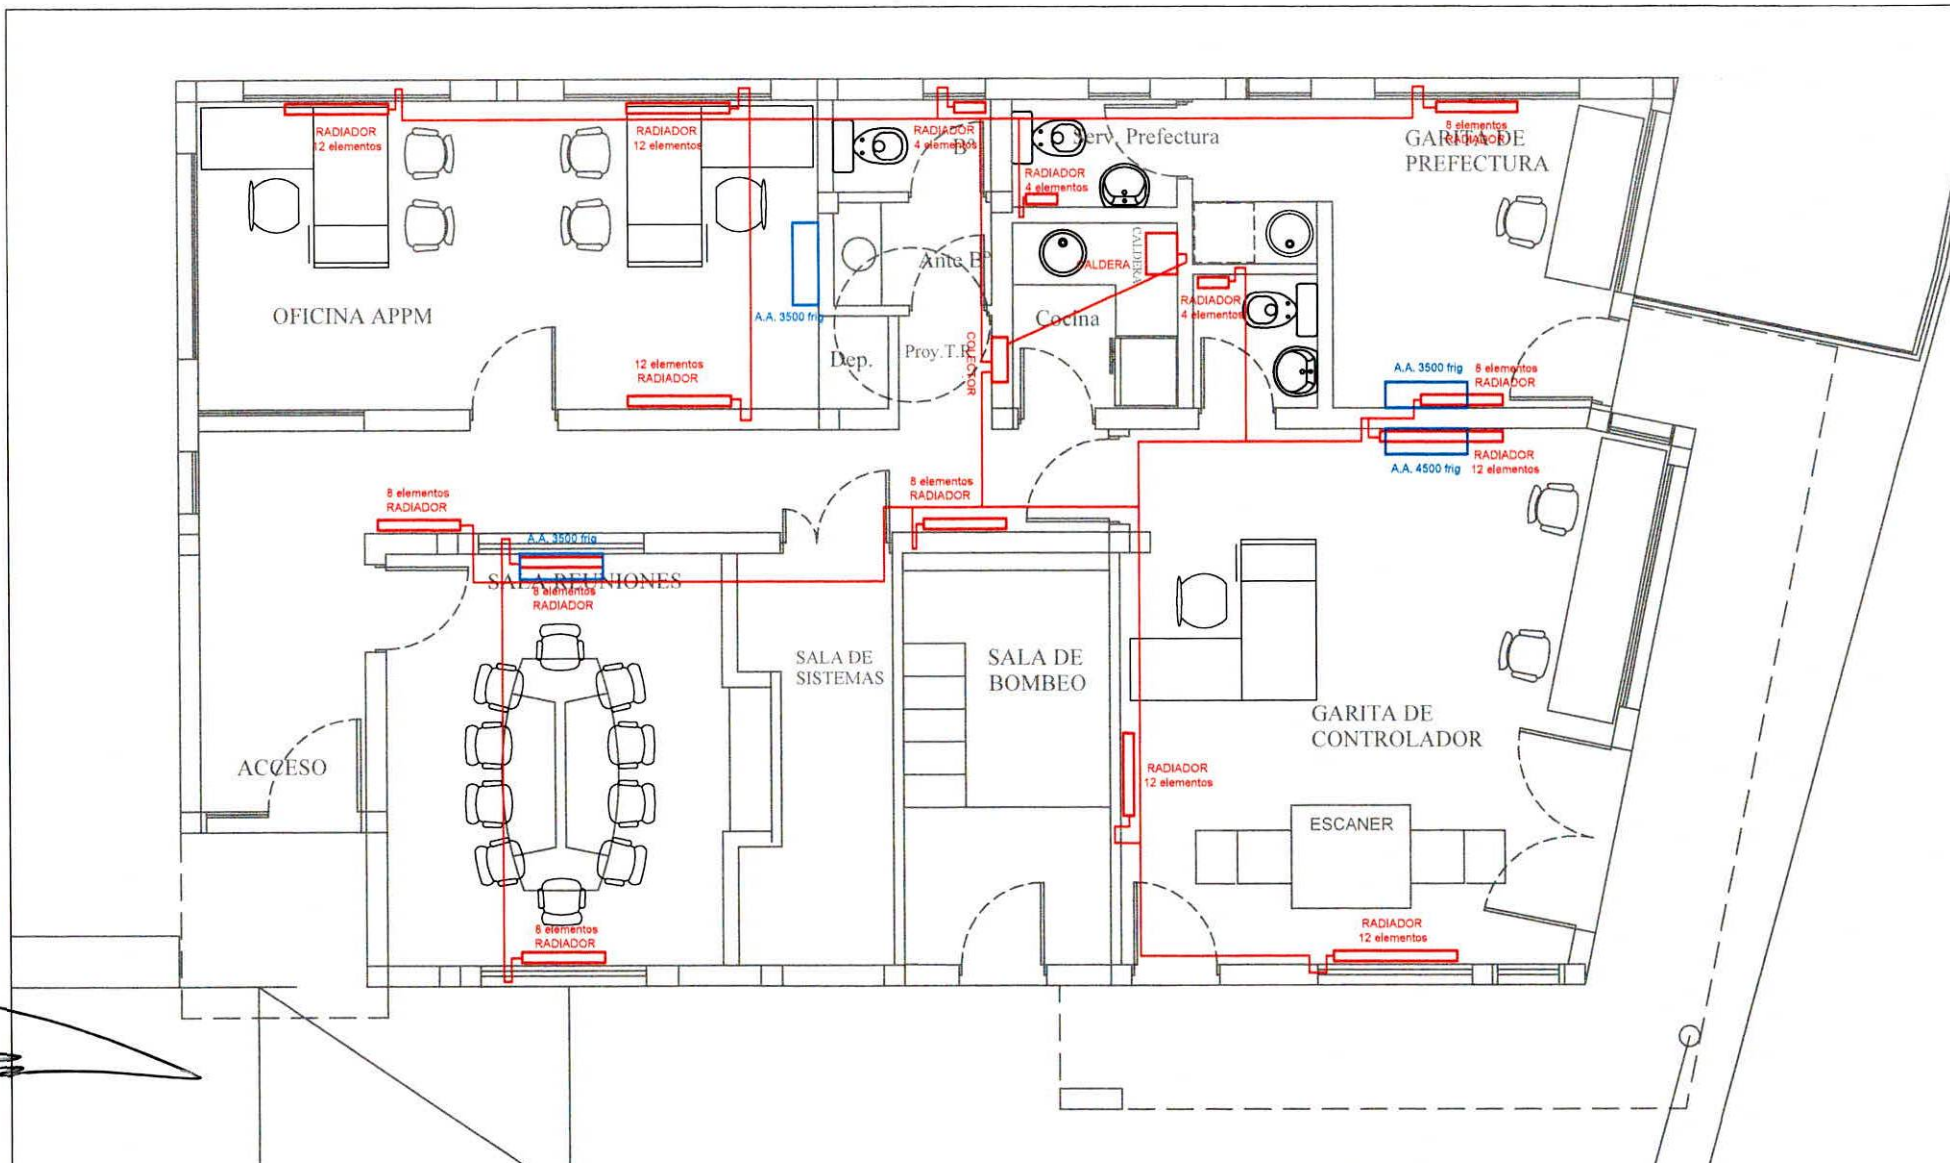 RADIADOR
12 elementos
RADIADOR
12 elementos
RADIADOR
4 elementos
Bº
Serv. Prefectura
RADIADOR
4 elementos
8 elementos
RADIADOR
GARITA DE
PREFECTURA
OFICINA APPM
A.A. 3500 frig
Ante Bº
CALDERA
CALDERA
RADIADOR
4 elementos
Cocina
COLECTOR
Dep.
Proy.T.R
12 elementos
RADIADOR
A.A. 3500 frig
8 elementos
RADIADOR
A.A. 4500 frig
RADIADOR
12 elementos
8 elementos
RADIADOR
8 elementos
RADIADOR
A.A. 3500 frig
SALA REUNIONES
8 elementos
RADIADOR
SALA DE
SISTEMAS
SALA DE
BOMBEO
GARITA DE
CONTROLADOR
ACCESO
RADIADOR
12 elementos
ESCANER
8 elementos
RADIADOR
RADIADOR
12 elementos